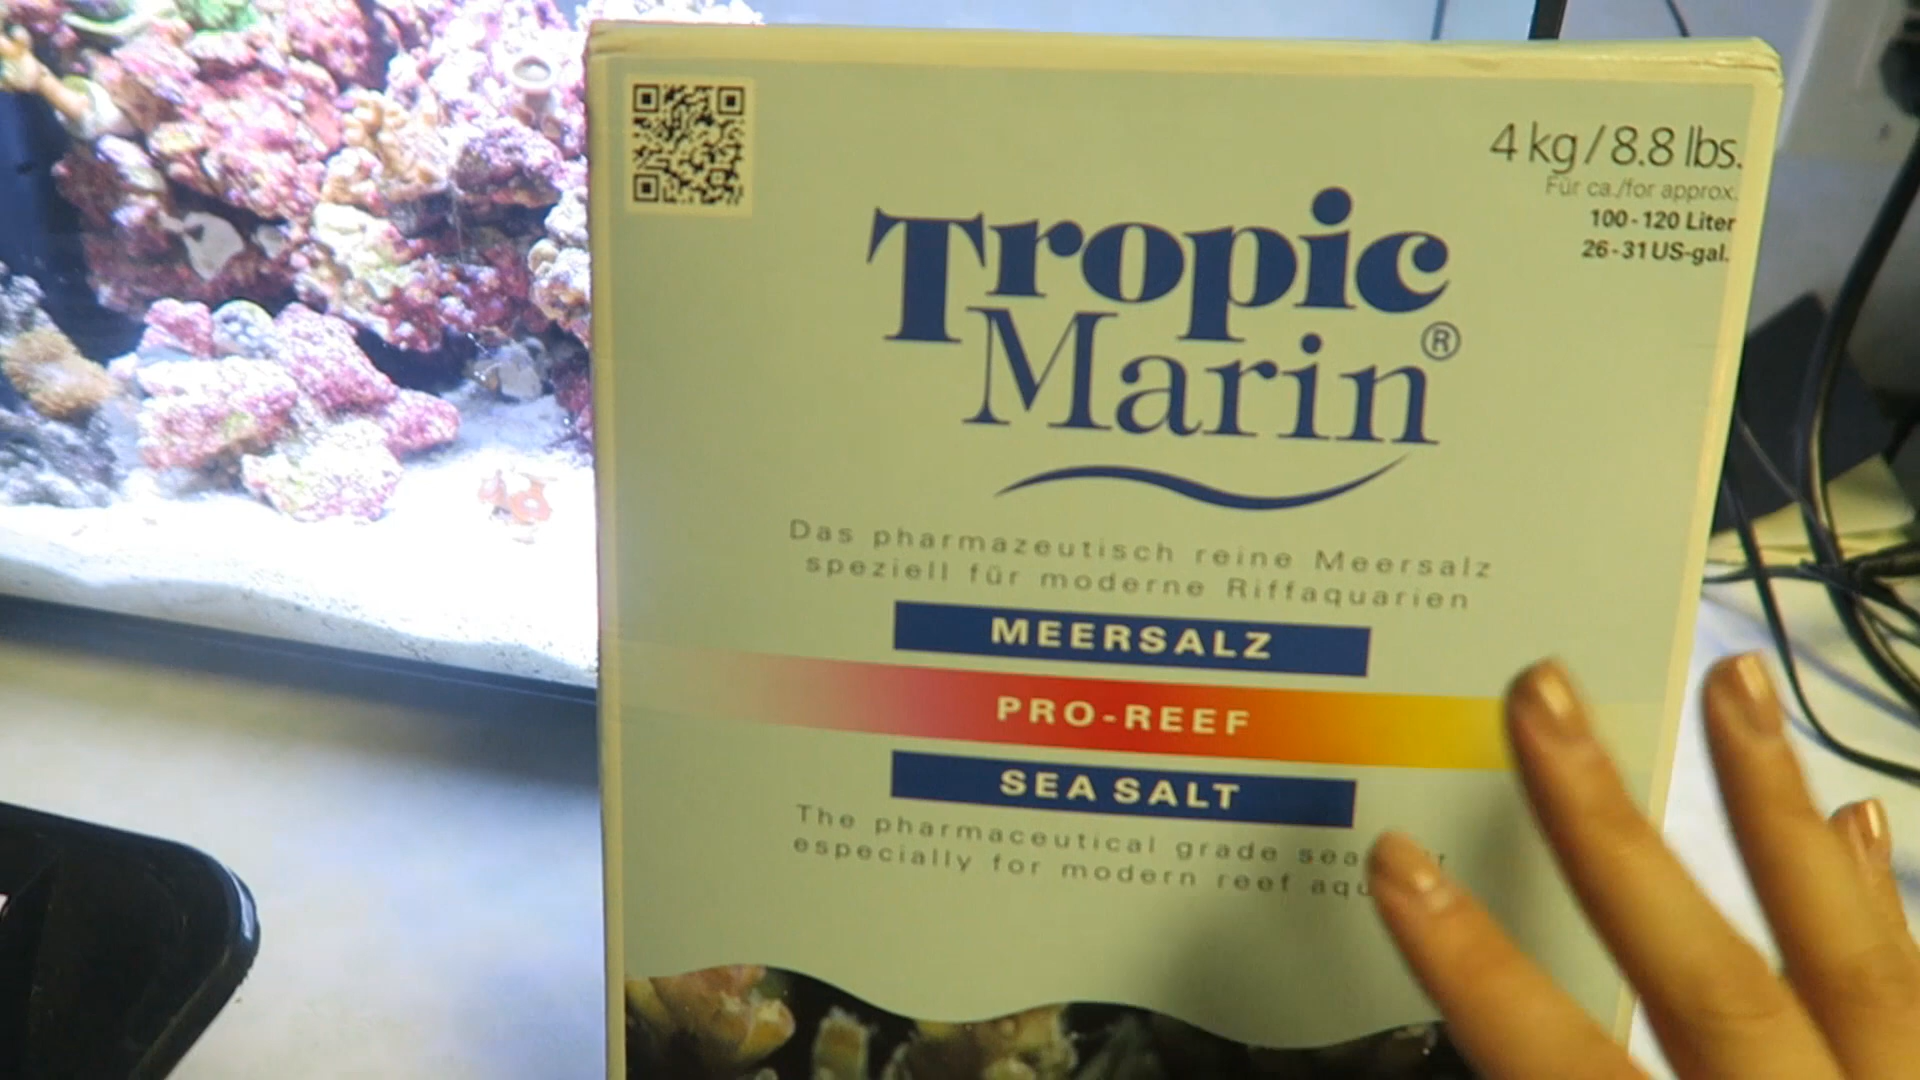 4 kg / 8.8 lbs.
Für ca./for approx.
100-120 Liter
26-31 US-gal.
Tropic
Marin®
Das pharmazeutisch reine Meersalz
speziell für moderne Riffaquarien
MEERSALZ
PRO-REEF
SEA SALT
The pharmaceutical grade sea
especially for modern reef